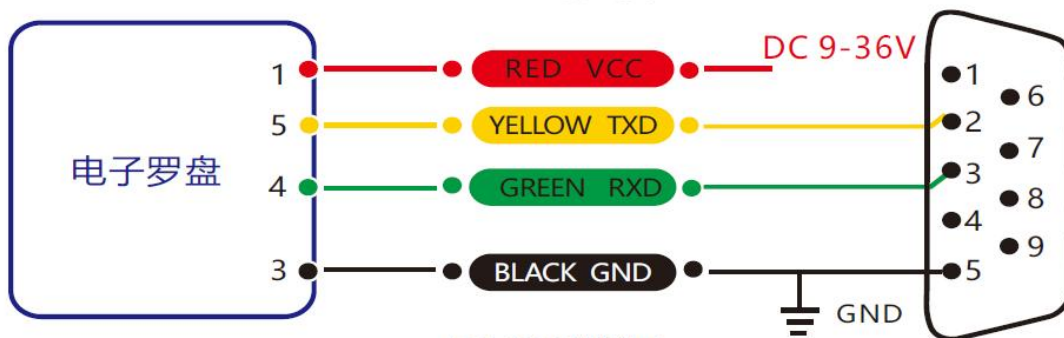 1 RED VCC DC 9-36V
5 YELLOW TXD
4 GREEN RXD
3 BLACK GND
电子罗盘
GND
1
2
3
4
5
6
7
8
9